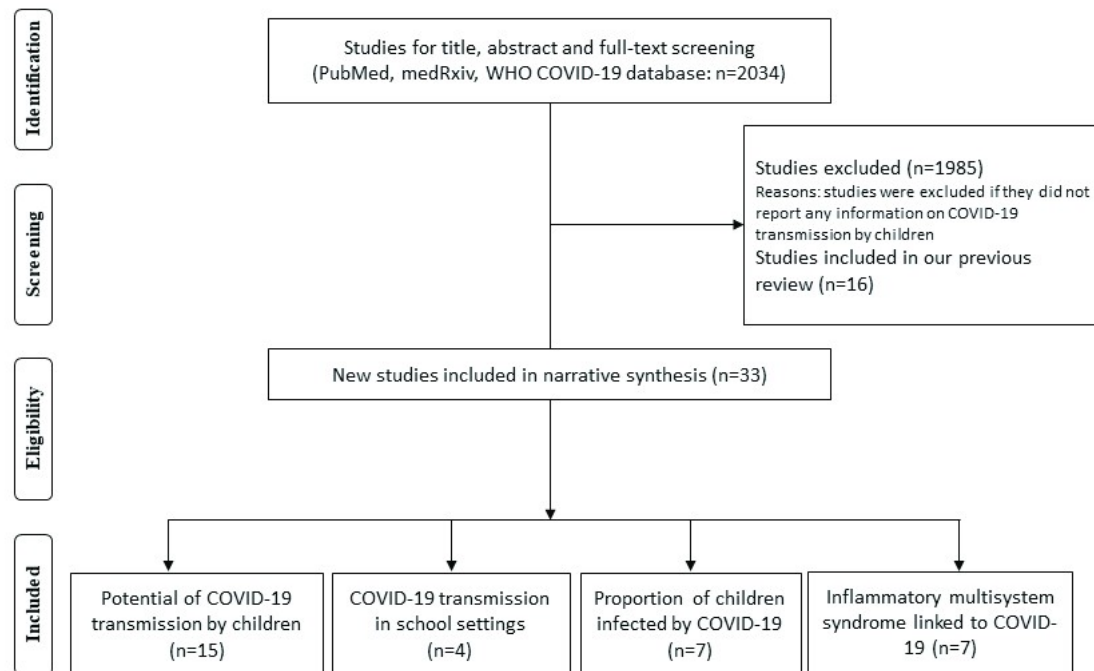 Identification
Studies for title, abstract and full-text screening
(PubMed, medRxiv, WHO COVID-19 database: n=2034)
Screening
Studies excluded (n=1985)
Reasons: studies were excluded if they did not
report any information on COVID-19
transmission by children
Studies included in our previous
review (n=16)
Eligibility
New studies included in narrative synthesis (n=33)
Included
Potential of COVID-19
transmission by children
(n=15)
COVID-19 transmission
in school settings
(n=4)
Proportion of children
infected by COVID-19
(n=7)
Inflammatory multisystem
syndrome linked to COVID-
19 (n=7)